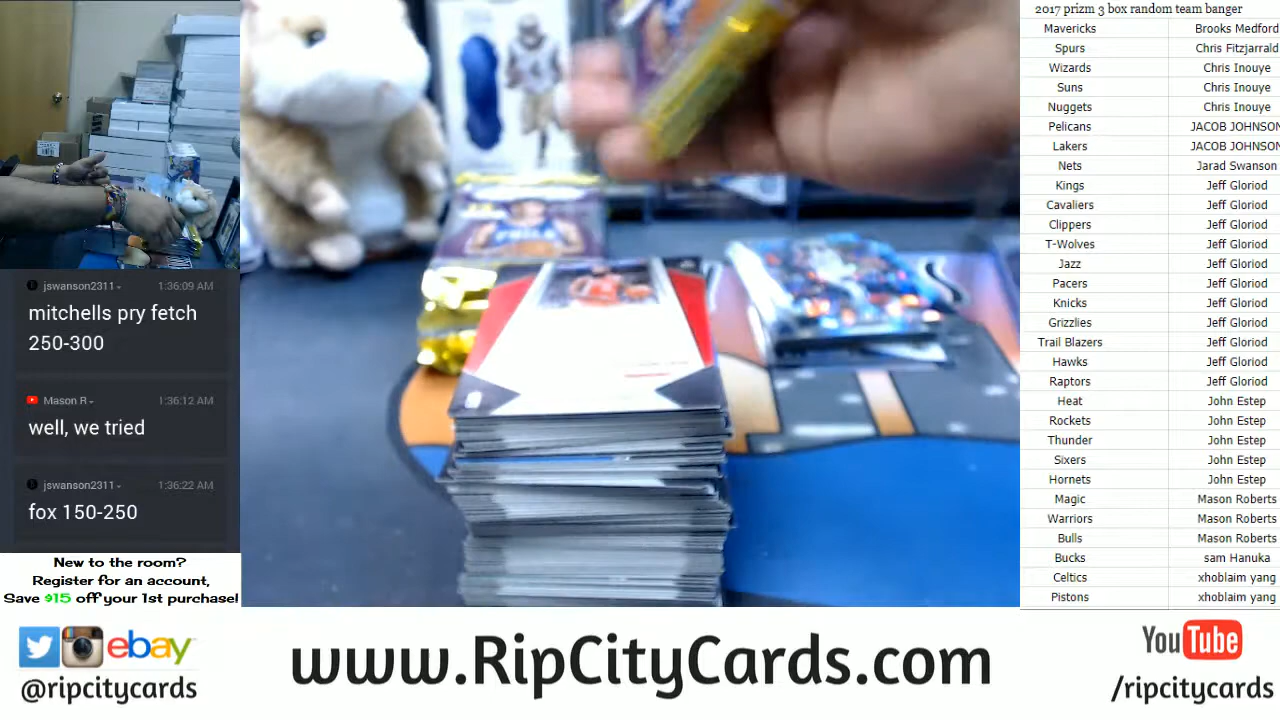 2017 prizm 3 box random team banger
Mavericks Brooks Medford
Spurs Chris Fitzjarrald
Wizards Chris Inouye
Suns Chris Inouye
Nuggets Chris Inouye
Pelicans JACOB JOHNSON
Lakers JACOB JOHNSON
Nets Jarad Swanson
Kings Jeff Gloriod
Cavaliers Jeff Gloriod
Clippers Jeff Gloriod
T-Wolves Jeff Gloriod
Jazz Jeff Gloriod
Pacers Jeff Gloriod
Knicks Jeff Gloriod
Grizzlies Jeff Gloriod
Trail Blazers Jeff Gloriod
Hawks Jeff Gloriod
Raptors Jeff Gloriod
Heat John Estep
Rockets John Estep
Thunder John Estep
Sixers John Estep
Hornets John Estep
Magic Mason Roberts
Warriors Mason Roberts
Bulls Mason Roberts
Bucks sam Hanuka
Celtics xhoblaim yang
Pistons xhoblaim yang
jswanson2311 1:36:09 AM
mitchells pry fetch
250-300
Mason R 1:36:12 AM
well, we tried
jswanson2311 1:36:22 AM
fox 150-250
New to the room?
Register for an account,
Save $15 off your 1st purchase!
PHILA
ebay
@ripcitycards
www.RipCityCards.com
YouTube
/ripcitycards